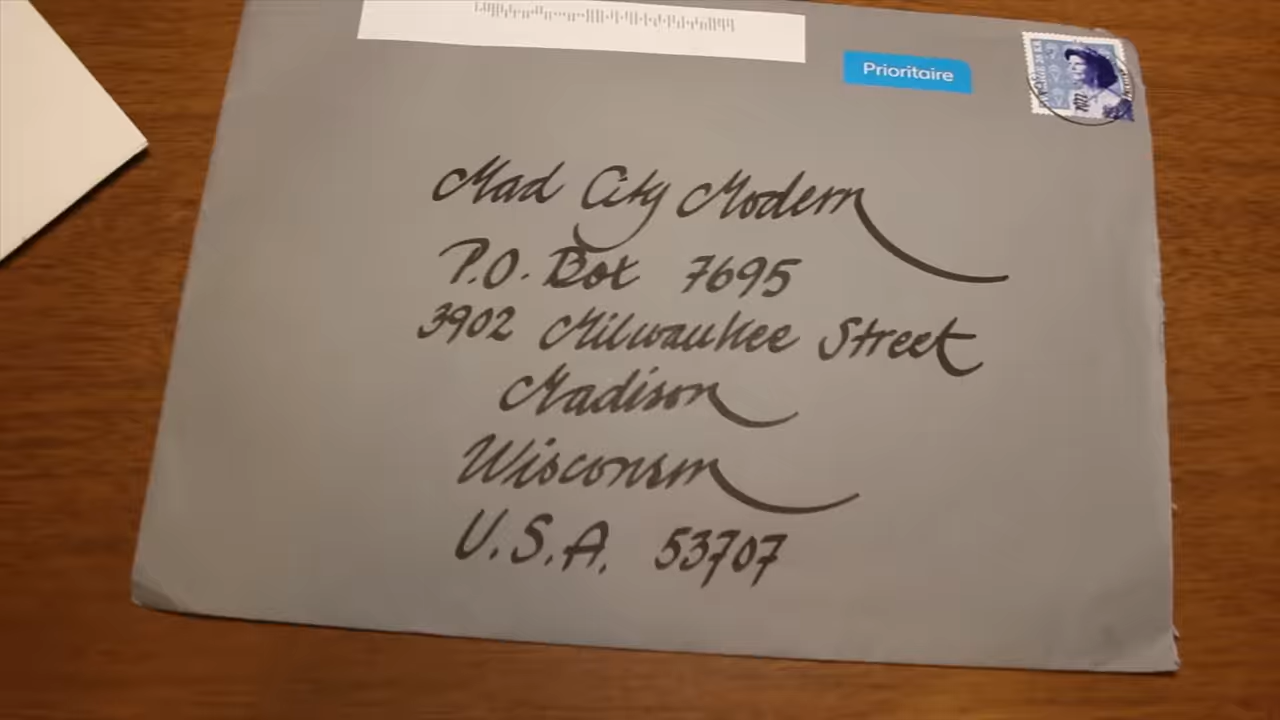 Prioritaire
Mad City Modern
P.O. Box 7695
3902 Milwaukee Street
Madison
Wisconsin
U.S.A. 53707